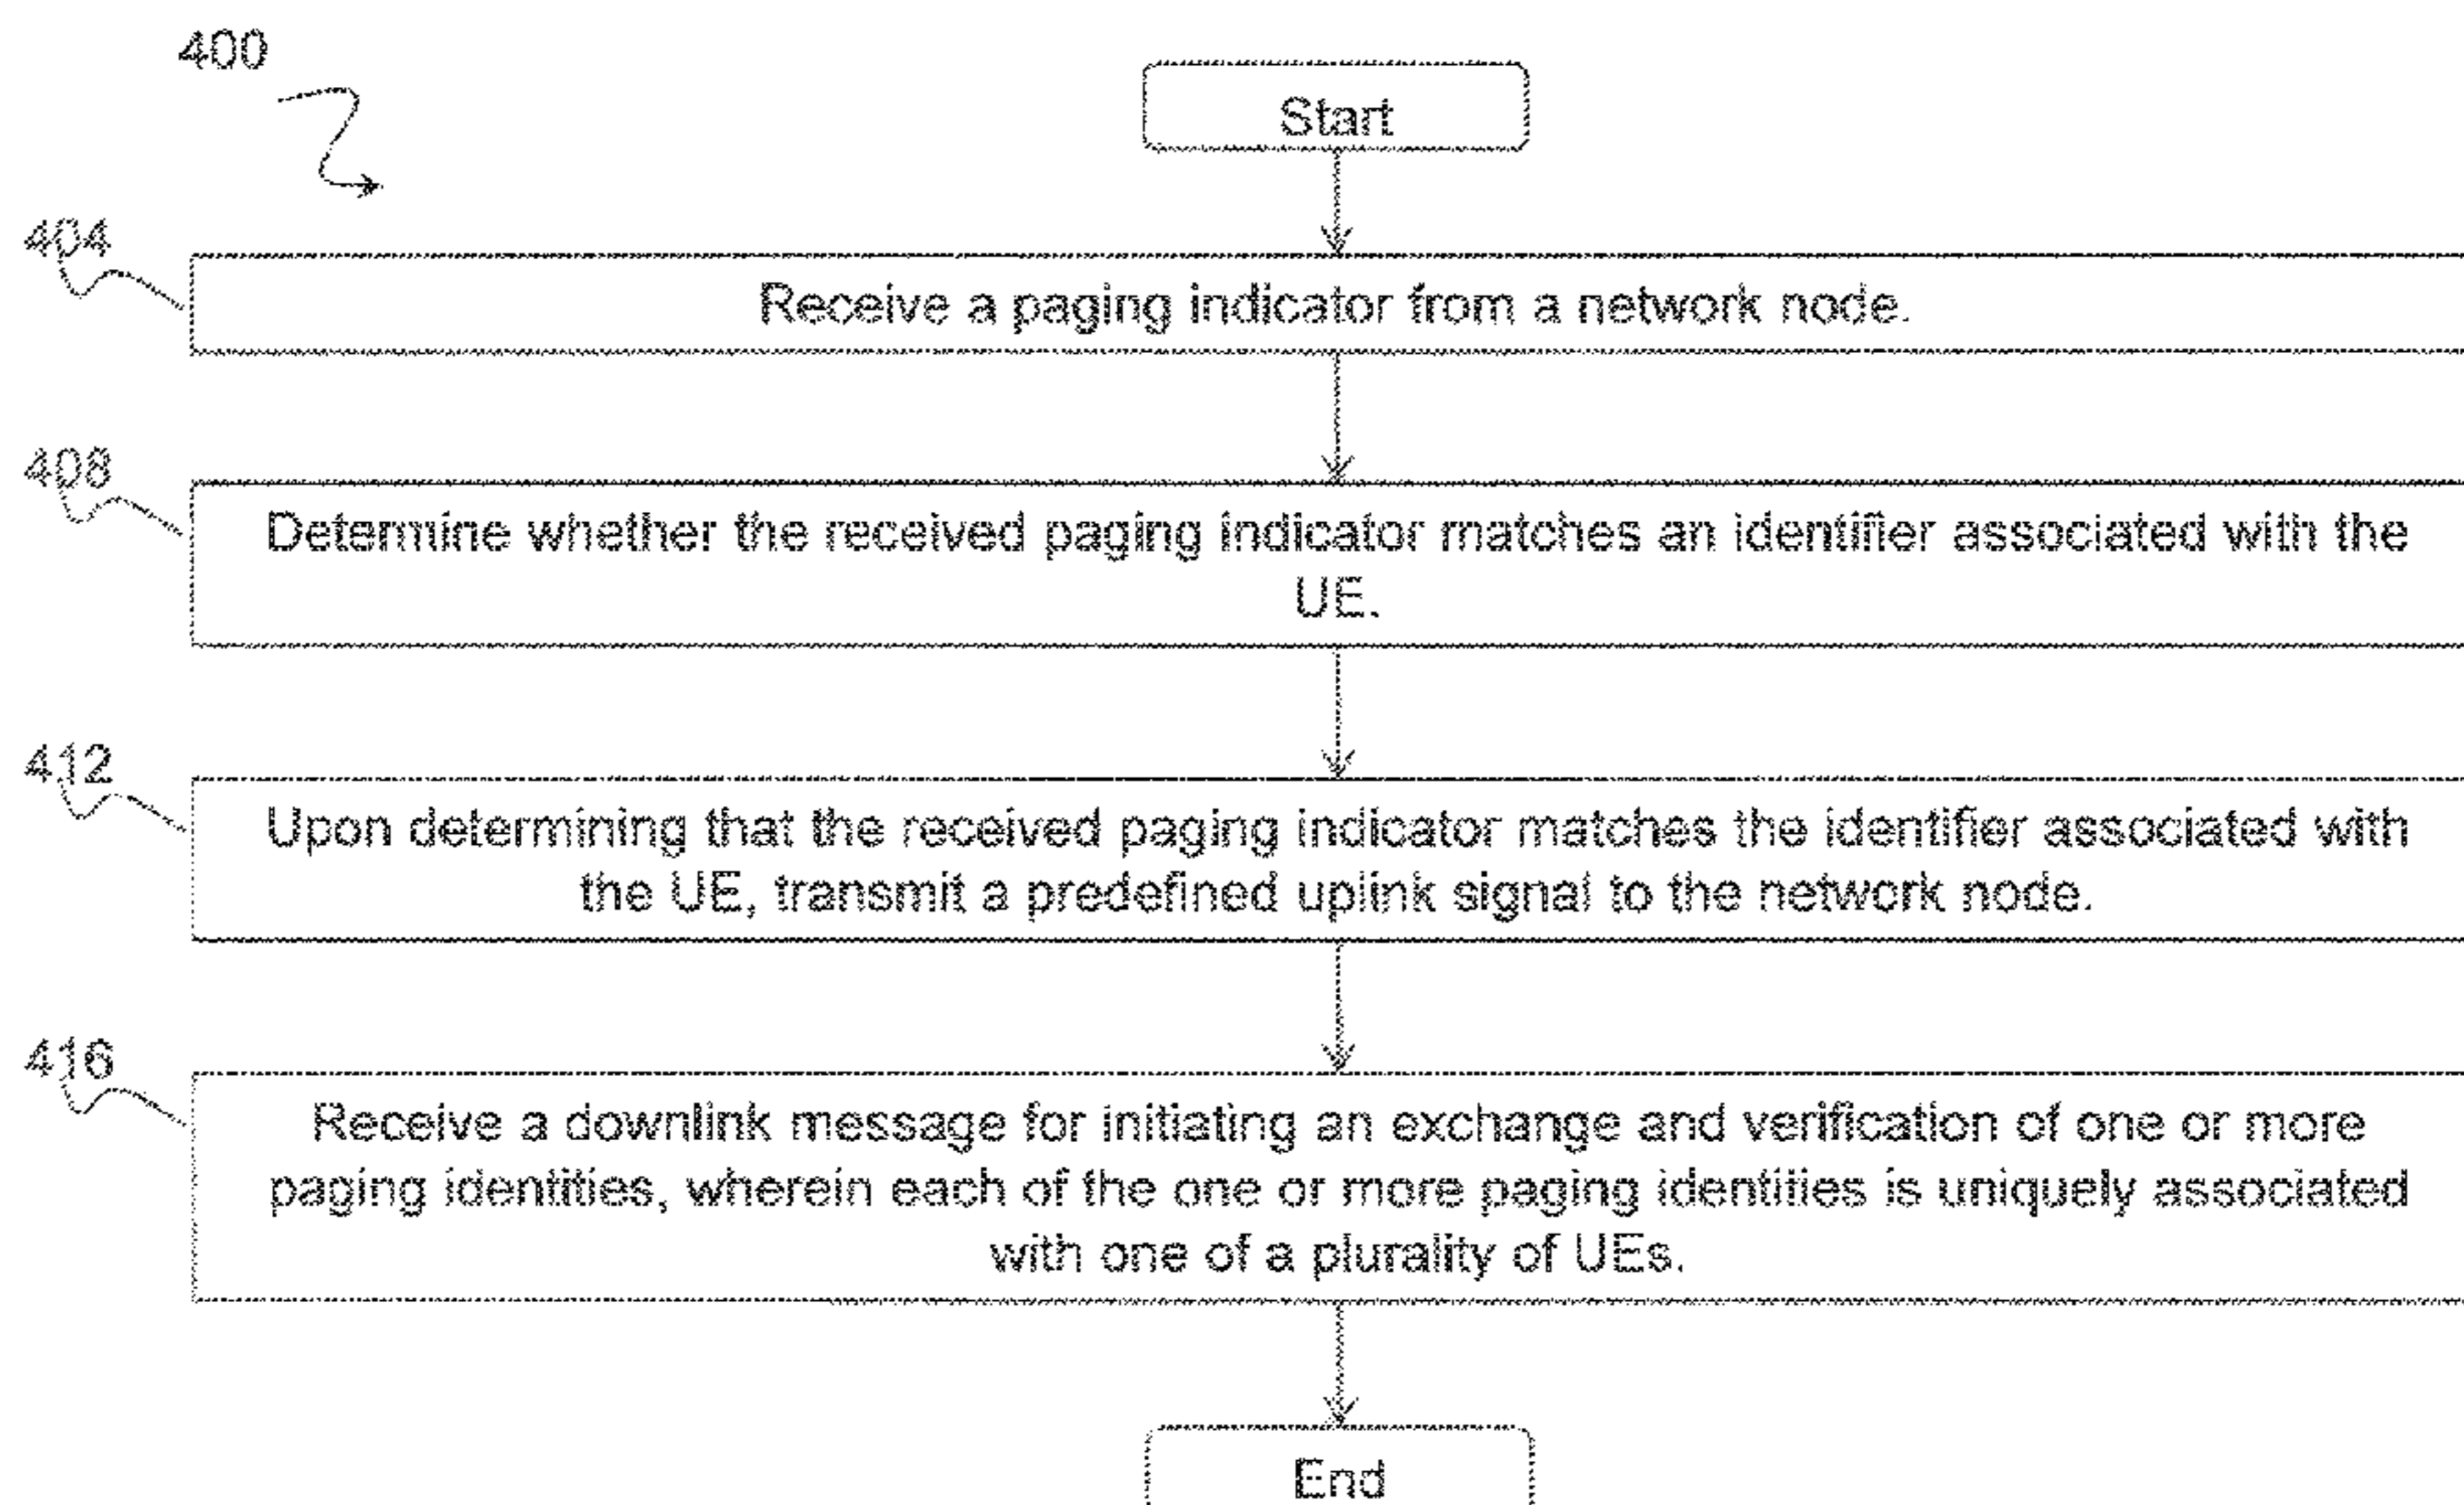 400
Start
404
Receive a paging indicator from a network node.
408
Determine whether the received paging indicator matches an identifier associated with the
UE.
412
Upon determining that the received paging indicator matches the identifier associated with
the UE, transmit a predefined uplink signal to the network node.
416
Receive a downlink message for initiating an exchange and verification of one or more
paging identities, wherein each of the one or more paging identities is uniquely associated
with one of a plurality of UEs.
End